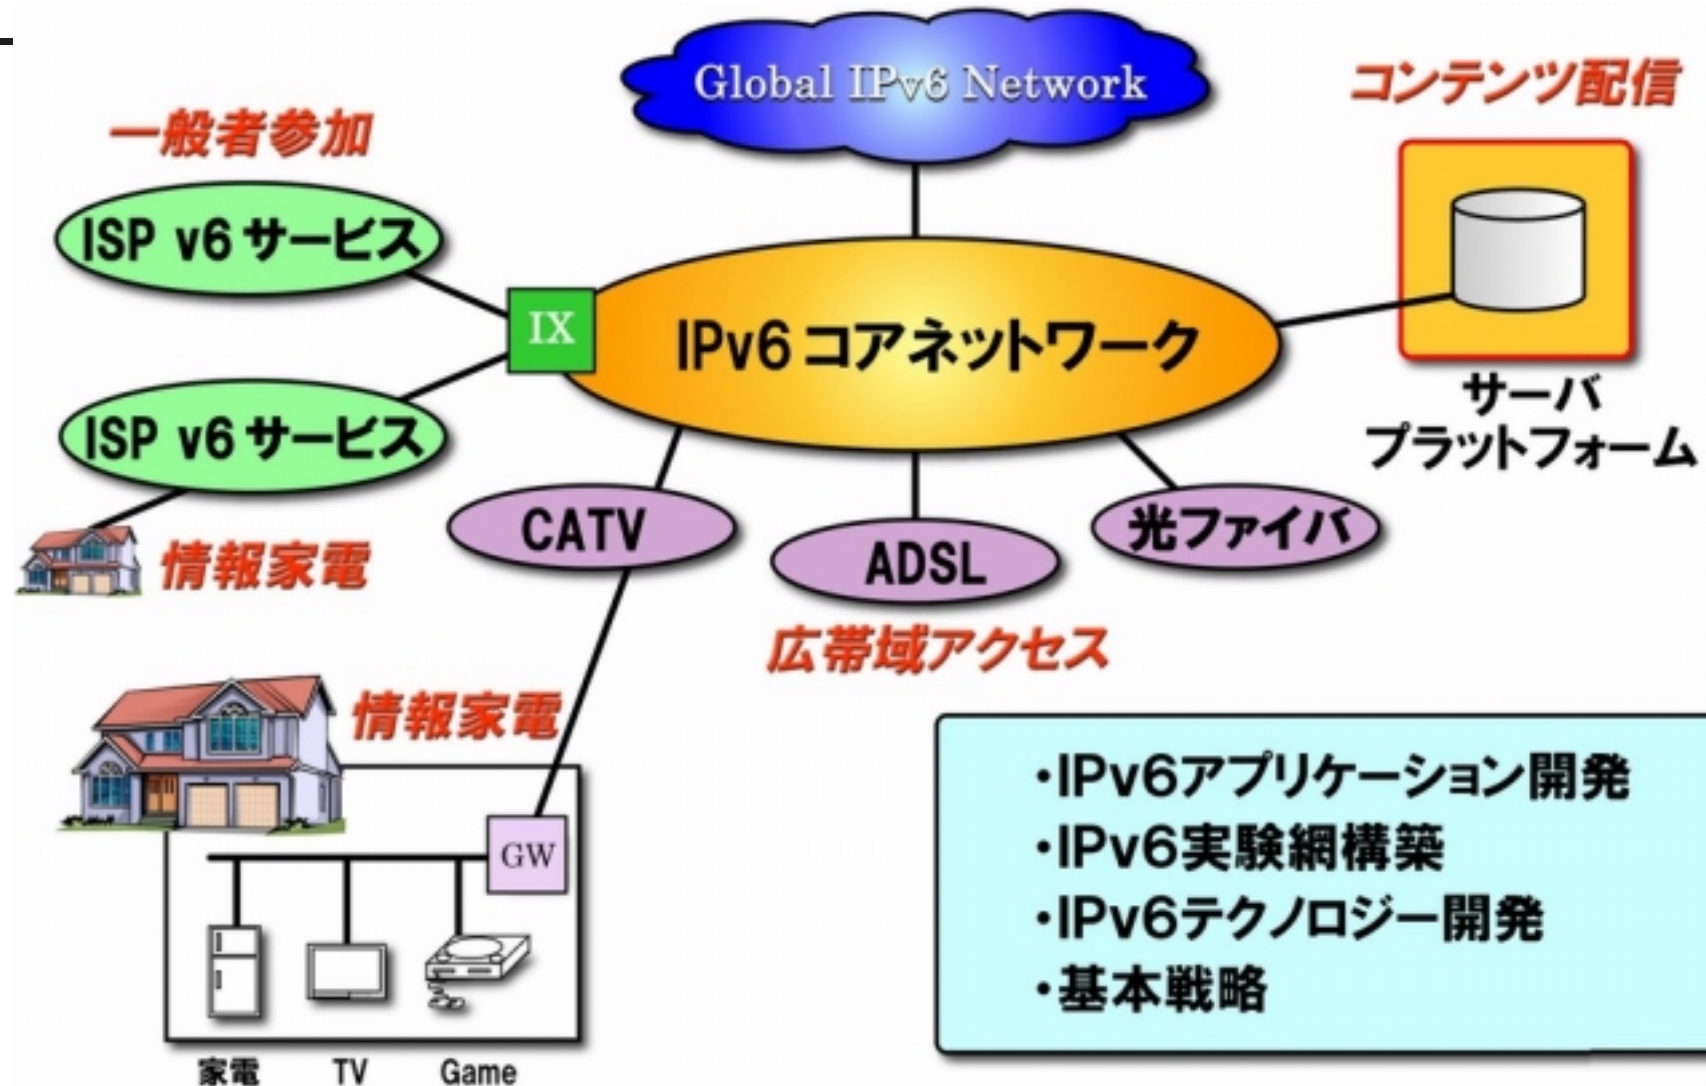 Global IPv6 Network
コンテンツ配信
一般者参加
ISP v6 サービス
IX
IPv6 コアネットワーク
サーバ
プラットフォーム
ISP v6 サービス
CATV
ADSL
光ファイバ
情報家電
広帯域アクセス
情報家電
GW
家電
TV
Game
・IPv6アプリケーション開発
・IPv6実験網構築
・IPv6テクノロジー開発
・基本戦略